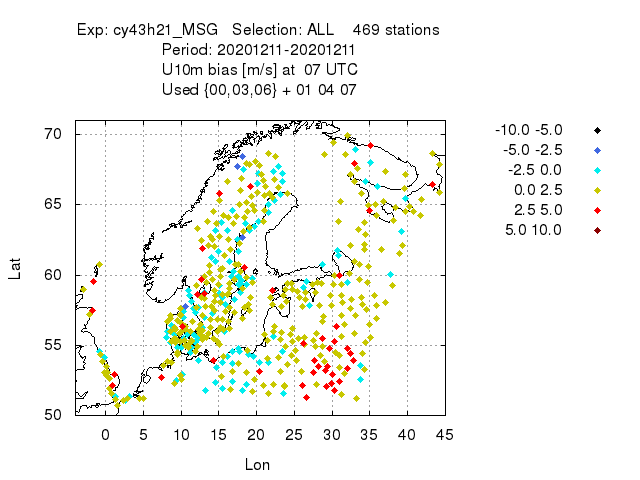 Exp: cy43h21_MSG Selection: ALL 469 stations
Period: 20201211-20201211
U10m bias [m/s] at 07 UTC
Used {00,03,06} + 01 04 07
70
65
60
55
50
Lat
0 5 10 15 20 25 30 35 40 45
Lon
-10.0 -5.0
-5.0 -2.5
-2.5 0.0
0.0 2.5
2.5 5.0
5.0 10.0